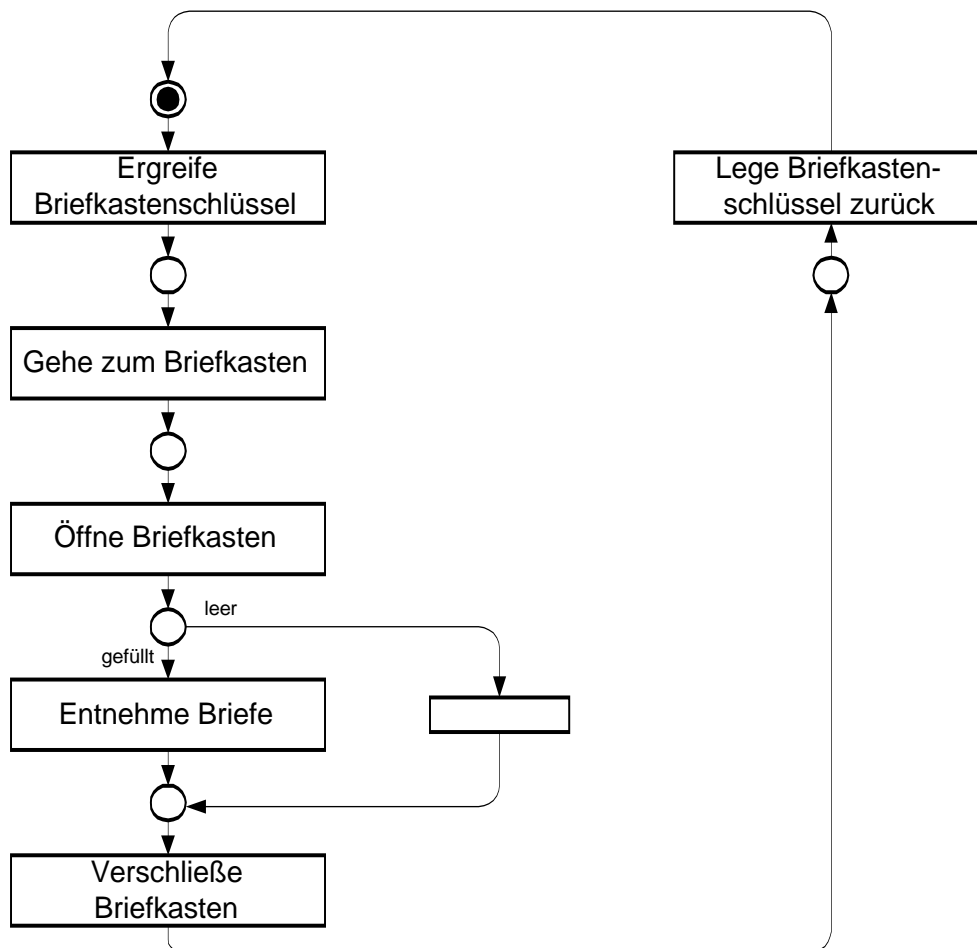 Ergreife
Briefkastenschlüssel
Lege Briefkasten-
schlüssel zurück
Gehe zum Briefkasten
Öffne Briefkasten
leer
gefüllt
Entnehme Briefe
Verschließe
Briefkasten